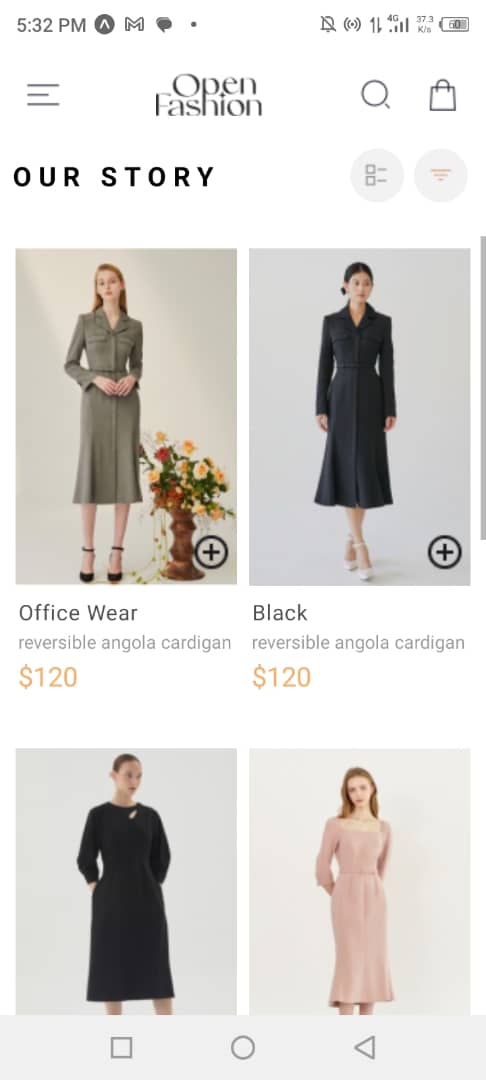 5:32 PM
4G
37.3
K/s
60
Open
Fashion
OUR STORY
Office Wear
reversible angola cardigan
$120
Black
reversible angola cardigan
$120